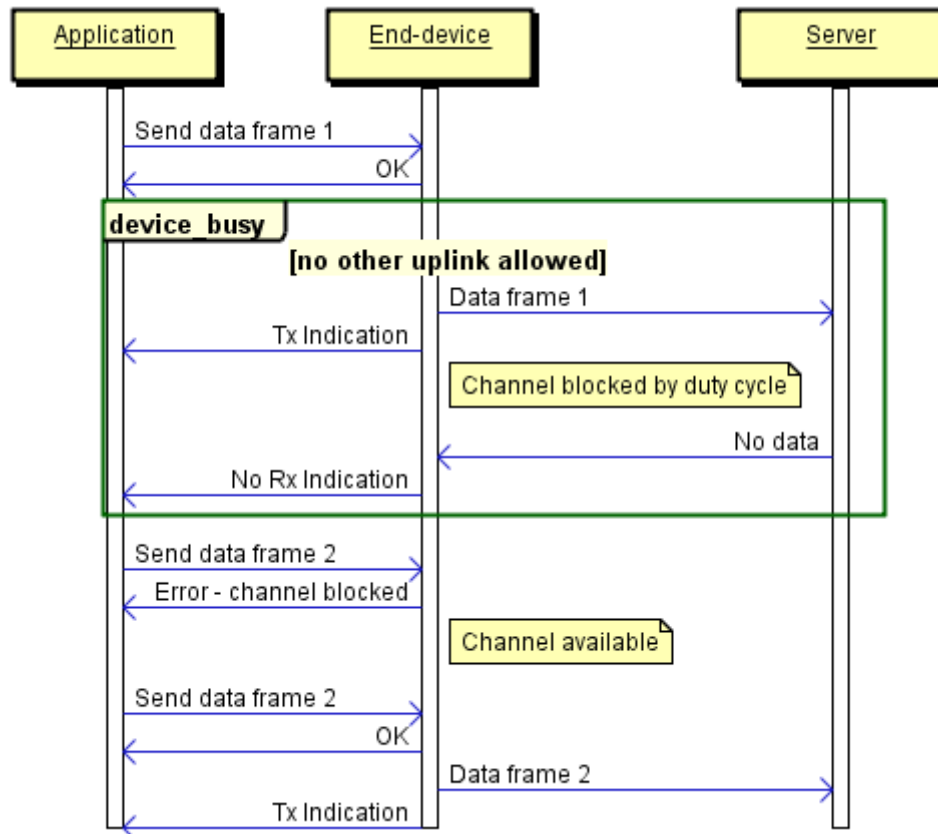 Application
End-device
Server
Send data frame 1
OK
device_busy
[no other uplink allowed]
Data frame 1
Tx Indication
Channel blocked by duty cycle
No data
No Rx Indication
Send data frame 2
Error - channel blocked
Channel available
Send data frame 2
OK
Data frame 2
Tx Indication